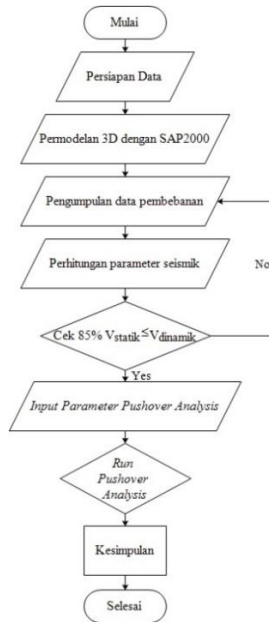 Mulai
Persiapan Data
Permodelan 3D dengan SAP2000
Pengumpulan data pembebanan
Perhitungan parameter seismik
No
Cek 85% Vstatik≤Vdinamik
Yes
Input Parameter Pushover Analysis
Run
Pushover
Analysis
Kesimpulan
Selesai